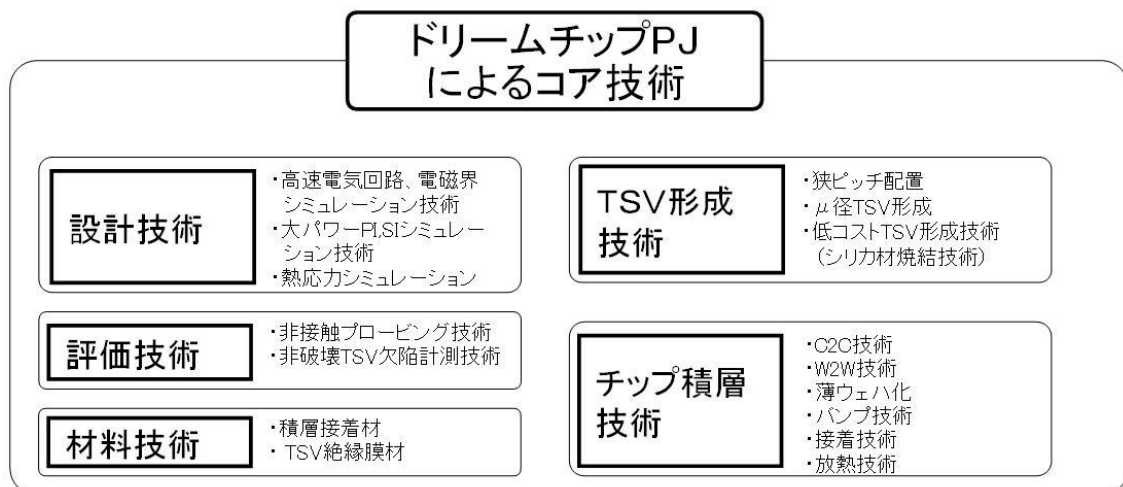 ドリームチップPJ
によるコア技術
設計技術
・高速電気回路、電磁界
シミュレーション技術
・大パワーPI,SIシミュレー
ション技術
・熱応力シミュレーション
評価技術
・非接触プロービング技術
・非破壊TSV欠陥計測技術
材料技術
・積層接着材
・TSV絶縁膜材
TSV形成
技術
・狭ピッチ配置
・μ径TSV形成
・低コストTSV形成技術
(シリカ材焼結技術)
チップ積層
技術
・C2C技術
・W2W技術
・薄ウェハ化
・バンプ技術
・接着技術
・放熱技術